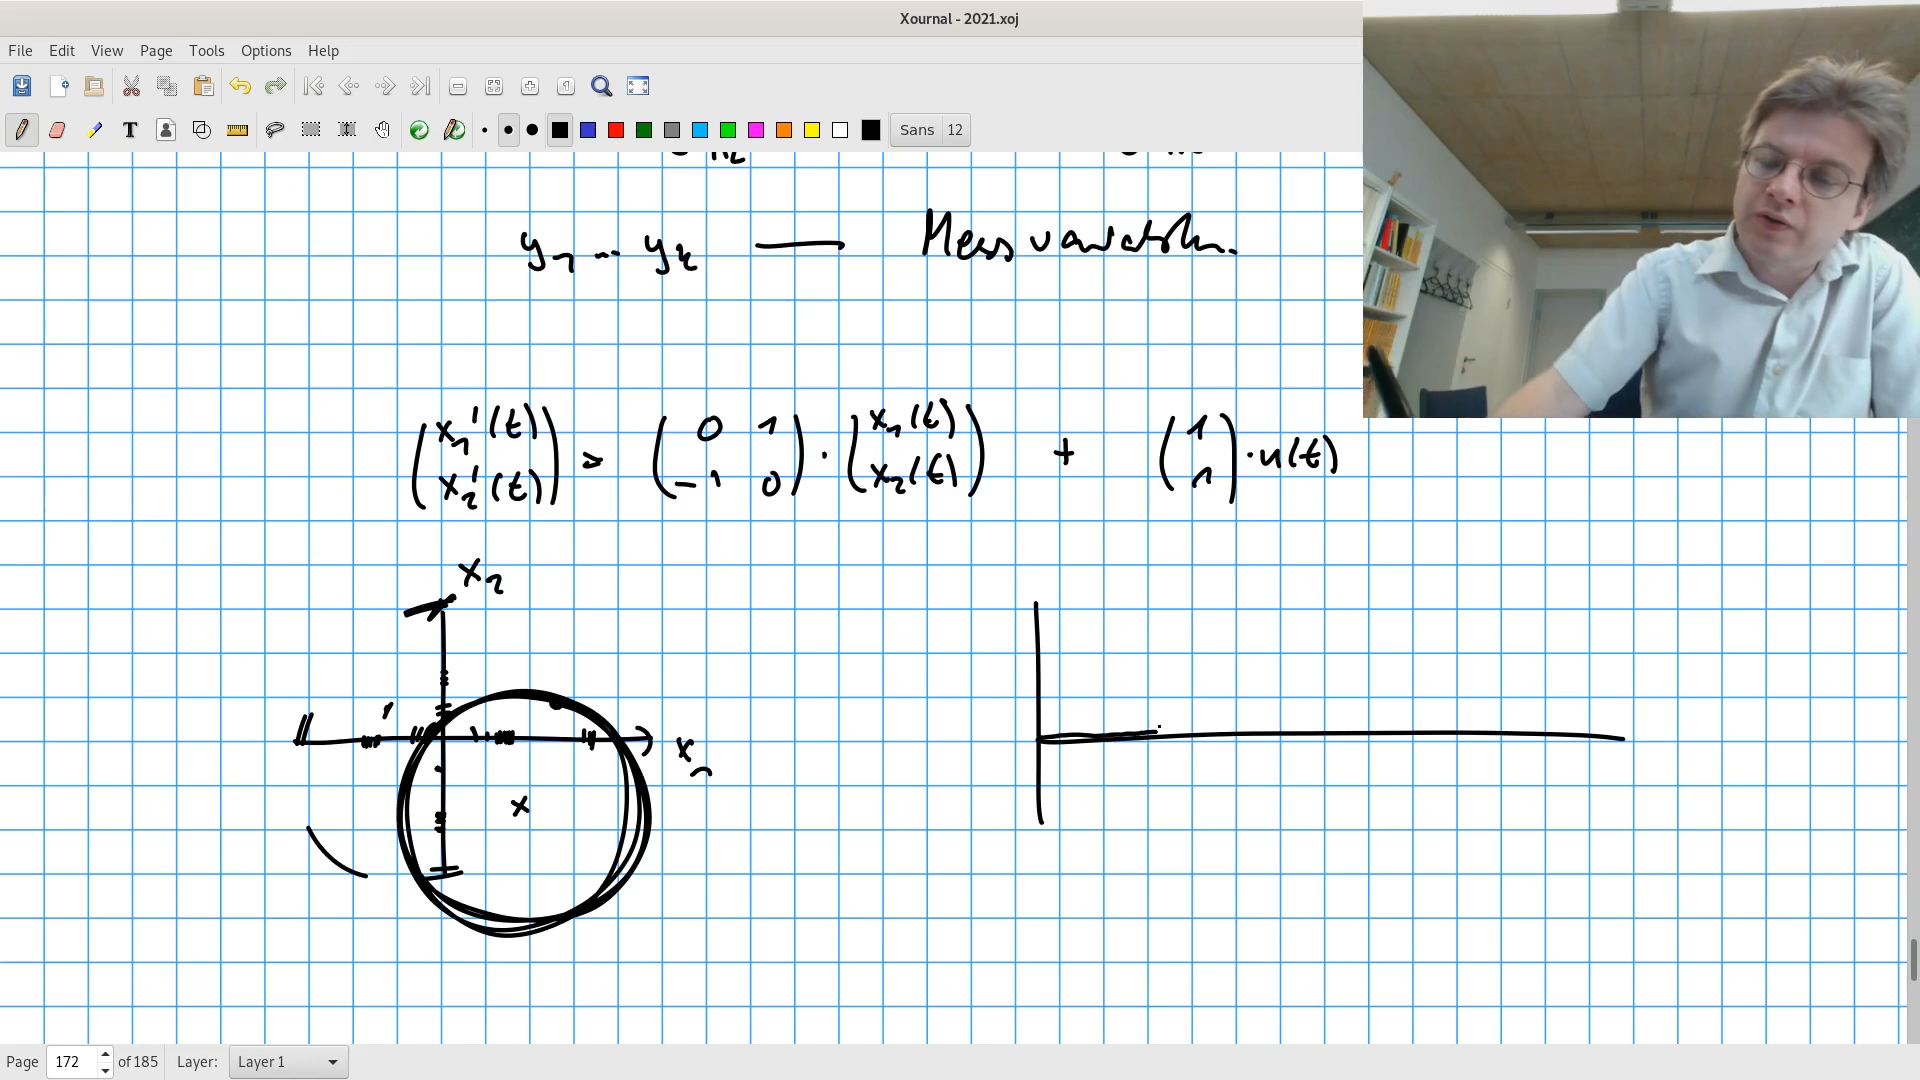 Xournal - 2021.xoj
File Edit View Page Tools Options Help
Sans 12
y₁ ... yₖ — Messvariablen.
(x₁'(t) x₂'(t)) = (0 1 -1 0) · (x₁(t) x₂(t)) + (1 1) · u(t)
x₂
x₁
x
Page 172 of 185 Layer: Layer 1